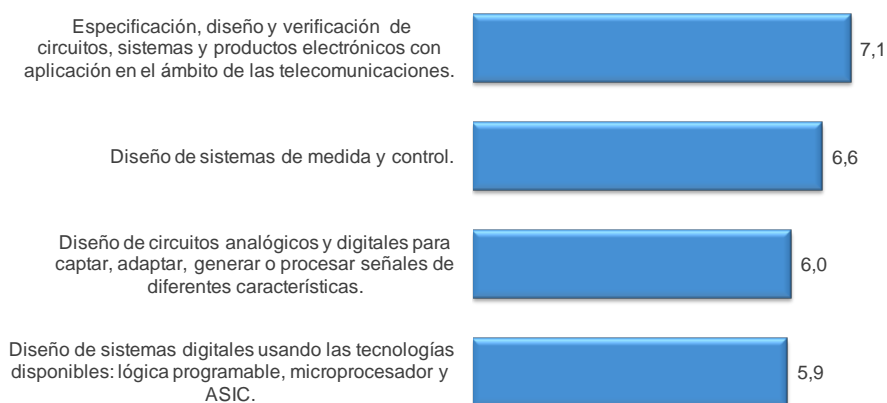 Especificación, diseño y verificación de
circuitos, sistemas y productos electrónicos con
aplicación en el ámbito de las telecomunicaciones.
7,1
Diseño de sistemas de medida y control.
6,6
Diseño de circuitos analógicos y digitales para
captar, adaptar, generar o procesar señales de
diferentes características.
6,0
Diseño de sistemas digitales usando las tecnologías
disponibles: lógica programable, microprocesador y
ASIC.
5,9